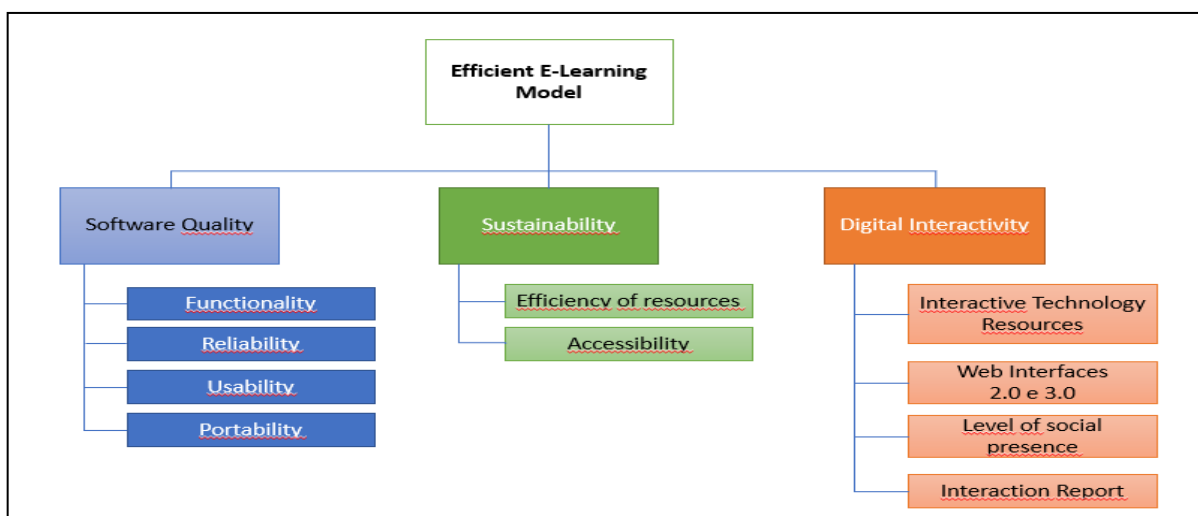 Efficient E-Learning
Model
Software Quality
Functionality
Reliability
Usability
Portability
Sustainability
Efficiency of resources
Accessibility
Digital Interactivity
Interactive Technology
Resources
Web Interfaces
2.0 e 3.0
Level of social
presence
Interaction Report